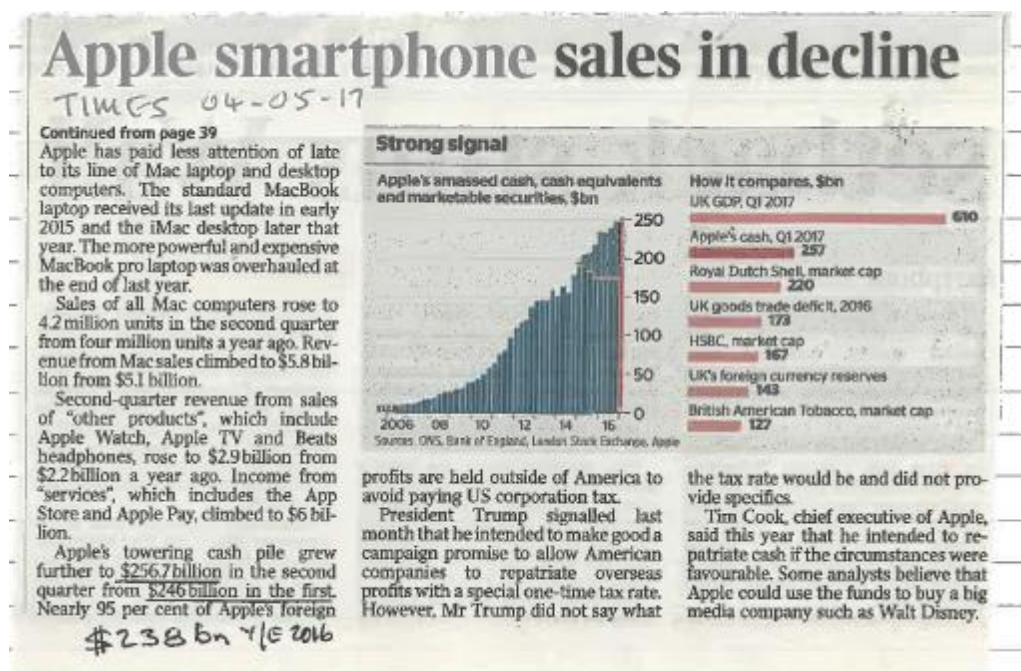 Apple smartphone sales in decline
TIMES 04-05-17
Continued from page 39
Apple has paid less attention of late
to its line of Mac laptop and desktop
computers. The standard MacBook
laptop received its last update in early
2015 and the iMac desktop later that
year. The more powerful and expensive
MacBook pro laptop was overhauled at
the end of last year.
Sales of all Mac computers rose to
4.2 million units in the second quarter
from four million units a year ago. Rev-
enue from Mac sales climbed to $5.8 bil-
lion from $5.1 billion.
Second-quarter revenue from sales
of "other products", which include
Apple Watch, Apple TV and Beats
headphones, rose to $2.9 billion from
$2.2 billion a year ago. Income from
"services", which includes the App
Store and Apple Pay, climbed to $6 bil-
lion.
Apple's towering cash pile grew
further to $256.7 billion in the second
quarter from $246 billion in the first.
Nearly 95 per cent of Apple's foreign
$238 bn Y/E 2016
Strong signal
Apple's amassed cash, cash equivalents
and marketable securities, $bn
250
200
150
100
50
0
2006 08 10 12 14 16
Sources: ONS, Bank of England, London Stock Exchange, Apple
How it compares, $bn
UK GDP, Q1 2017
610
Apple's cash, Q1 2017
257
Royal Dutch Shell, market cap
220
UK goods trade deficit, 2016
173
HSBC, market cap
167
UK's foreign currency reserves
143
British American Tobacco, market cap
127
profits are held outside of America to
avoid paying US corporation tax.
President Trump signalled last
month that he intended to make good a
campaign promise to allow American
companies to repatriate overseas
profits with a special one-time tax rate.
However, Mr Trump did not say what
the tax rate would be and did not pro-
vide specifics.
Tim Cook, chief executive of Apple,
said this year that he intended to re-
patriate cash if the circumstances were
favourable. Some analysts believe that
Apple could use the funds to buy a big
media company such as Walt Disney.